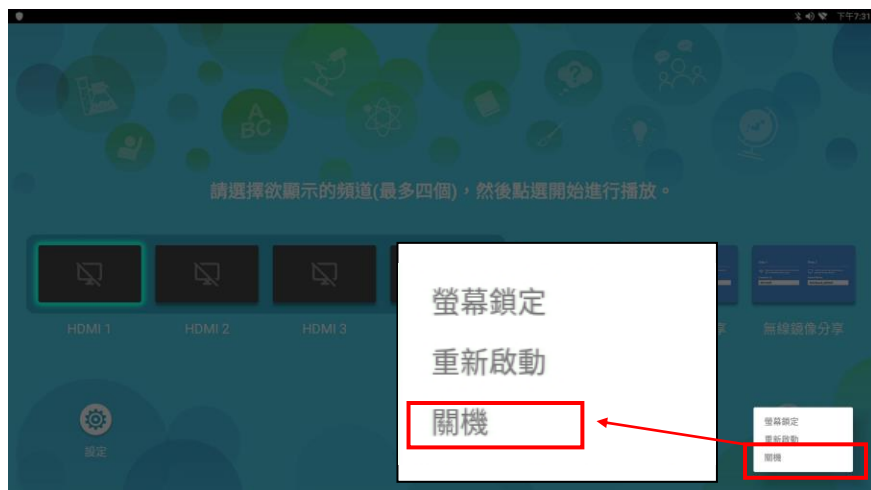 下午7:31
A
BC
請選擇欲顯示的頻道(最多四個)，然後點選開始進行播放。
HDMI 1
HDMI 2
HDMI 3
享
無線鏡像分享
螢幕鎖定
重新啟動
關機
設定
螢幕鎖定
重新啟動
關機